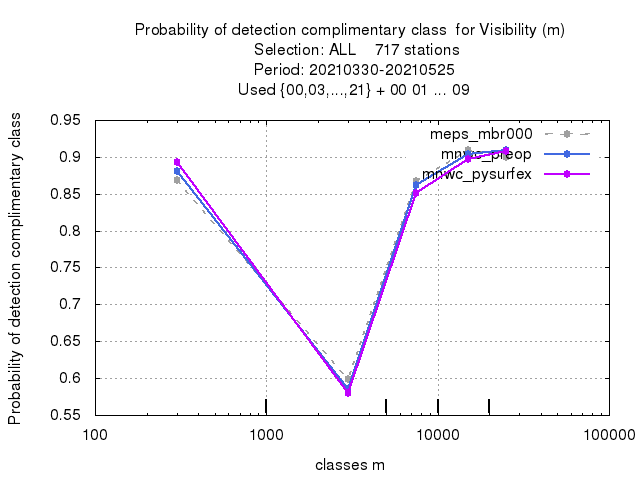 Probability of detection complimentary class  for Visibility (m)
Selection: ALL    717 stations
Period: 20210330-20210525
Used {00,03,...,21} + 00 01 ... 09
Probability of detection complimentary class
0.95
0.9
0.85
0.8
0.75
0.7
0.65
0.6
0.55
meps_mbr000
mnwc_preop
mnwc_pysurfex
100
1000
10000
100000
classes m